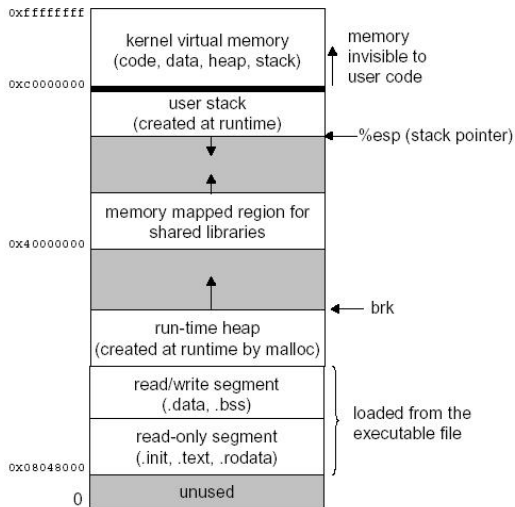 0xffffffff
kernel virtual memory
(code, data, heap, stack)
memory
invisible to
user code
0xc0000000
user stack
(created at runtime)
%esp (stack pointer)
memory mapped region for
shared libraries
0x40000000
brk
run-time heap
(created at runtime by malloc)
read/write segment
(.data, .bss)
loaded from the
executable file
read-only segment
(.init, .text, .rodata)
0x08048000
unused
0